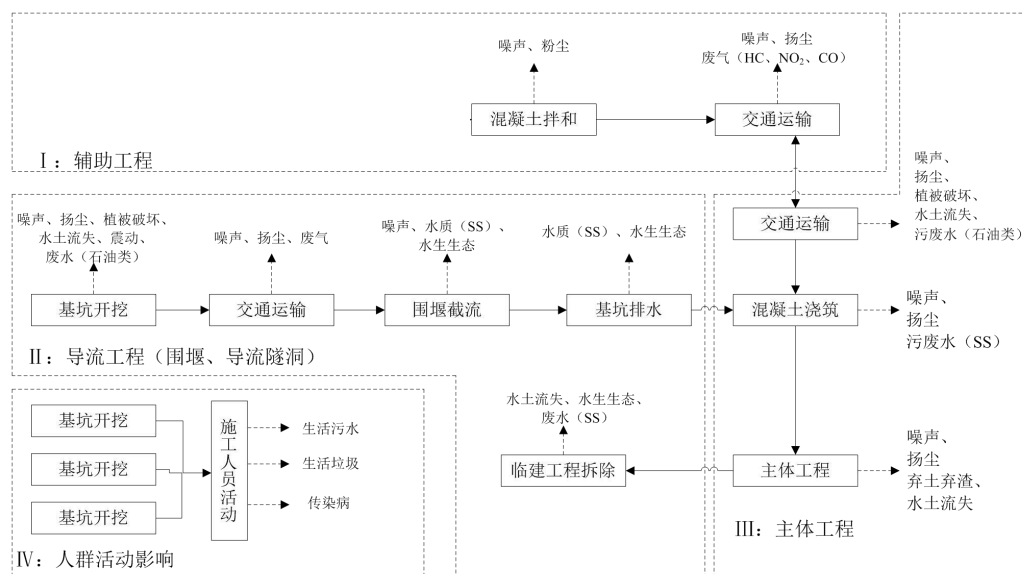 噪声、粉尘
噪声、扬尘
废气（HC、NO₂、CO）
混凝土拌和
交通运输
Ⅰ：辅助工程
噪声、
扬尘、
植被破坏、
水土流失、
污废水（石油类）
交通运输
噪声、扬尘、植被破坏、
水土流失、震动、
废水（石油类）
噪声、扬尘、废气
噪声、水质（SS）、
水生生态
水质（SS）、水生生态
基坑开挖
交通运输
围堰截流
基坑排水
混凝土浇筑
噪声、
扬尘
污废水（SS）
Ⅱ：导流工程（围堰、导流隧洞）
水土流失、水生生态、
废水（SS）
临建工程拆除
主体工程
噪声、
扬尘
弃土弃渣、
水土流失
Ⅲ：主体工程
基坑开挖
基坑开挖
基坑开挖
施工人员活动
生活污水
生活垃圾
传染病
Ⅳ：人群活动影响